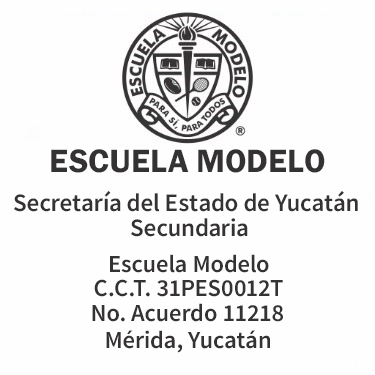 ESCUELA MODELO
PARA SÍ, PARA TODOS
®
ESCUELA MODELO
Secretaría del Estado de Yucatán
Secundaria
Escuela Modelo
C.C.T. 31PES0012T
No. Acuerdo 11218
Mérida, Yucatán